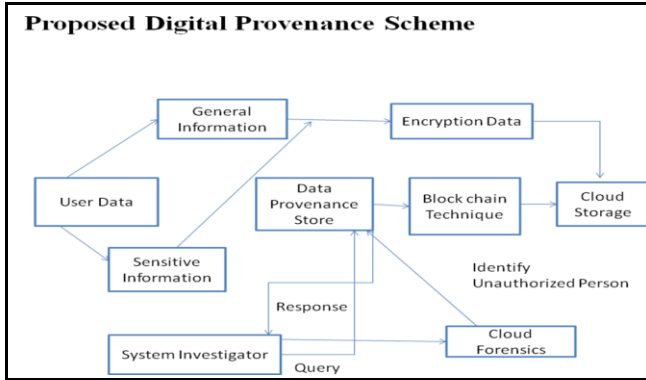 Proposed Digital Provenance Scheme
General
Information
Encryption Data
User Data
Data
Provenance
Store
Block chain
Technique
Cloud
Storage
Sensitive
Information
Identify
Unauthorized Person
Response
System Investigator
Cloud
Forensics
Query